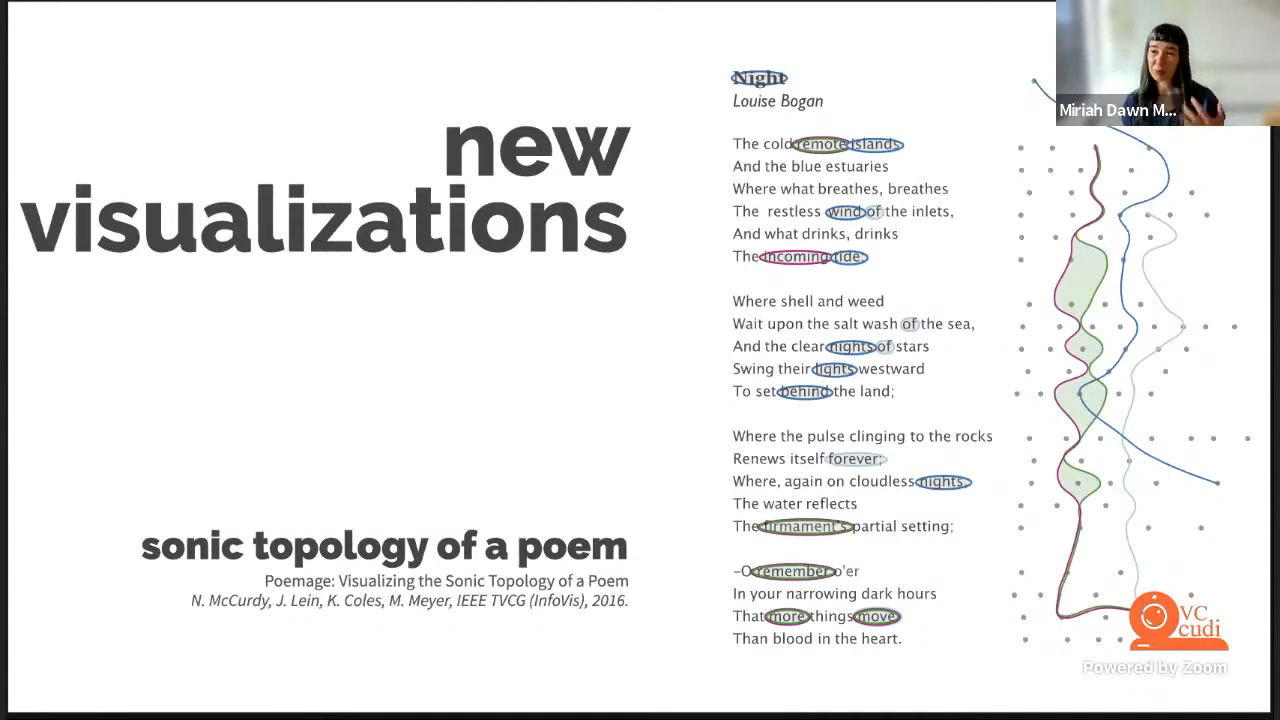 new
visualizations
sonic topology of a poem
Poemage: Visualizing the Sonic Topology of a Poem
N. McCurdy, J. Lein, K. Coles, M. Meyer, IEEE TVCG (InfoVis), 2016.
Night
Louise Bogan
The cold remote islands
And the blue estuaries
Where what breathes, breathes
The restless wind of the inlets,
And what drinks, drinks
The incoming tide;
Where shell and weed
Wait upon the salt wash of the sea,
And the clear nights of stars
Swing their lights westward
To set behind the land;
Where the pulse clinging to the rocks
Renews itself forever;
Where, again on cloudless nights,
The water reflects
The firmament's partial setting;
–O remember o'er
In your narrowing dark hours
That more things move
Than blood in the heart.
Miriah Dawn M...
VC
cudi
Powered by Zoom